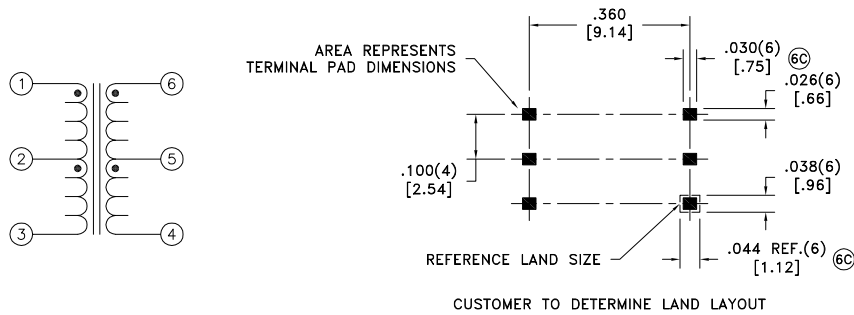 1
6
2
5
3
4
AREA REPRESENTS
TERMINAL PAD DIMENSIONS
.360
[9.14]
.030(6)
[.75]
6C
.026(6)
[.66]
.100(4)
[2.54]
.038(6)
[.96]
REFERENCE LAND SIZE
.044 REF.(6)
[1.12]
6C
CUSTOMER TO DETERMINE LAND LAYOUT